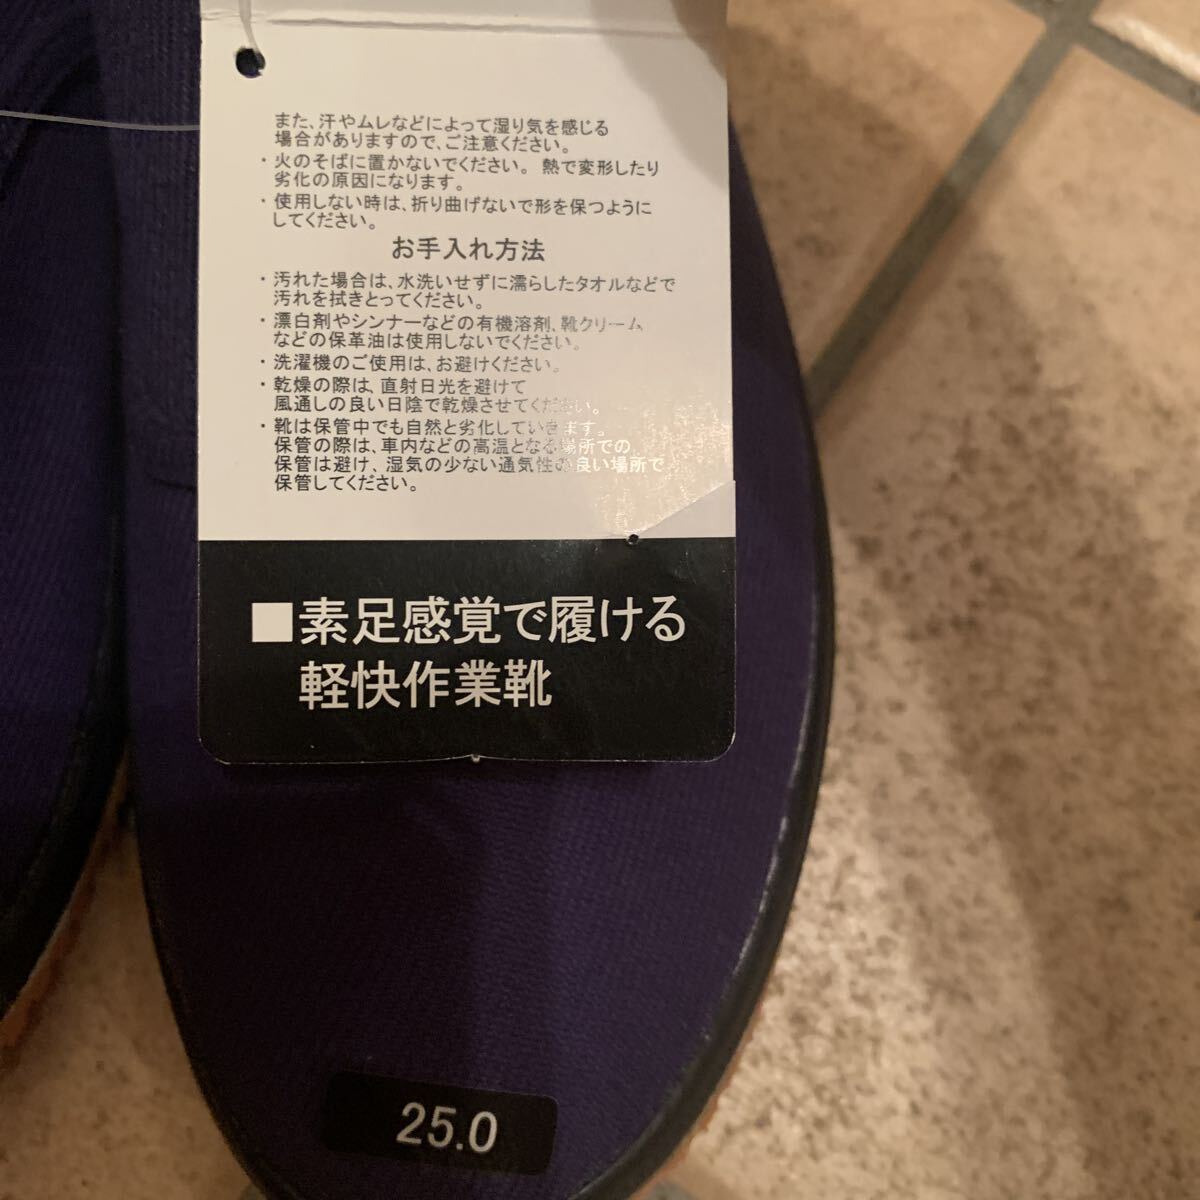 また、汗やムレなどによって湿り気を感じる
場合がありますので、ご注意ください。
・火のそばに置かないでください。熱で変形したり
劣化の原因になります。
・使用しない時は、折り曲げないで形を保つように
してください。
お手入れ方法
・汚れた場合は、水洗いせずに濡らしたタオルなどで
汚れを拭きとってください。
・漂白剤やシンナーなどの有機溶剤、靴クリーム
などの保革油は使用しないでください。
・洗濯機のご使用は、お避けください。
・乾燥の際は、直射日光を避けて
風通しの良い日陰で乾燥させてください。
・靴は保管中でも自然と劣化していきます。
保管の際は、車内などの高温となる場所での
保管は避け、湿気の少ない通気性の良い場所で
保管してください。
■素足感覚で履ける
軽快作業靴
25.0